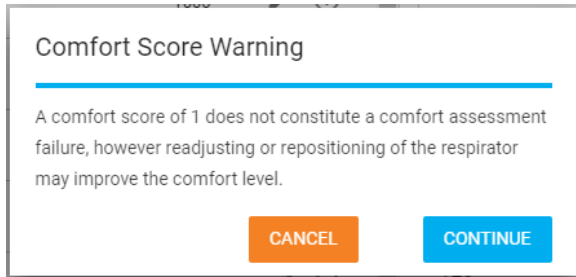 Comfort Score Warning
A comfort score of 1 does not constitute a comfort assessment
failure, however readjusting or repositioning of the respirator
may improve the comfort level.
CANCEL
CONTINUE